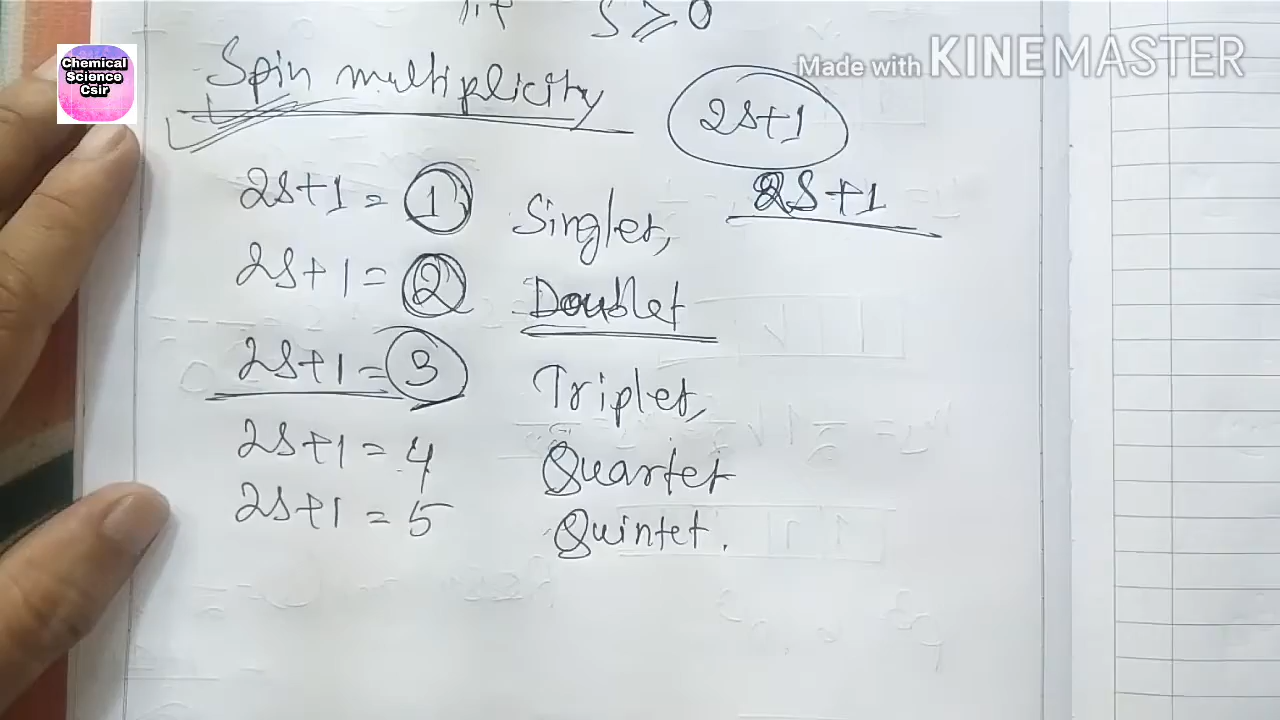 S ≥ 0
Chemical
Science
Csir
Made with KINEMASTER
Spin multiplicity
2S+1
2S+1
2S+1 = 1 Singlet,
2S+1 = 2 Doublet
2S+1 = 3 Triplet,
2S+1 = 4 Quartet
2S+1 = 5 Quintet.